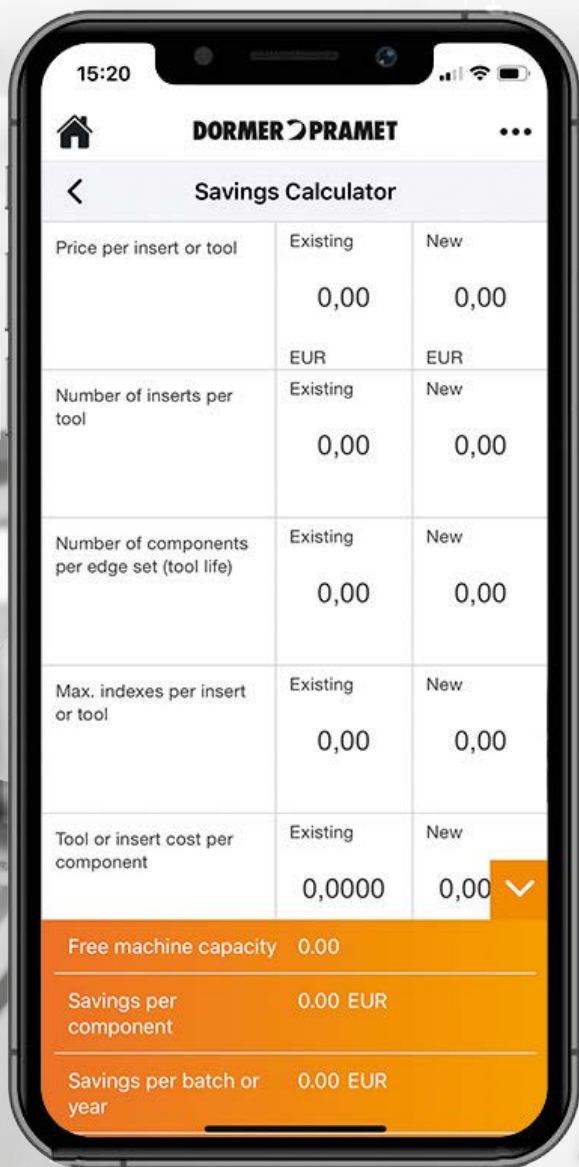 15:20
DORMER PRAMET
Savings Calculator
Price per insert or tool
Existing
0,00
EUR
New
0,00
EUR
Number of inserts per
tool
Existing
0,00
New
0,00
Number of components
per edge set (tool life)
Existing
0,00
New
0,00
Max. indexes per insert
or tool
Existing
0,00
New
0,00
Tool or insert cost per
component
Existing
0,0000
New
0,00
Free machine capacity 0.00
Savings per
component
0.00 EUR
Savings per batch or
year
0.00 EUR